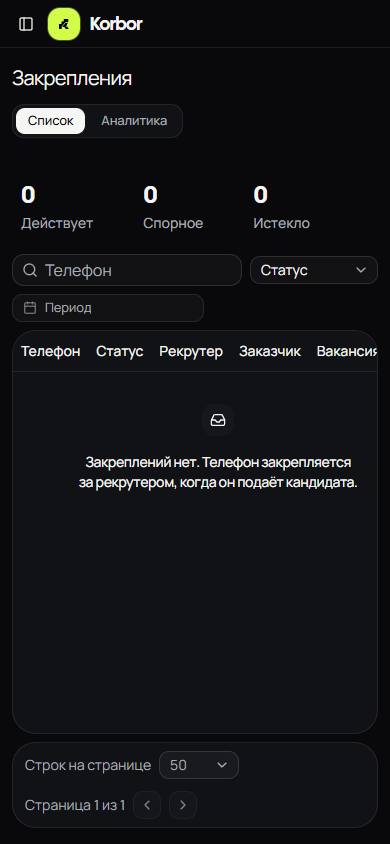 Korbor
Закрепления
Список Аналитика
0 0 0
Действует Спорное Истекло
Телефон Статус
Период
Телефон Статус Рекрутер Заказчик Вакансия
Закреплений нет. Телефон закрепляется
за рекрутером, когда он подаёт кандидата.
Строк на странице 50
Страница 1 из 1